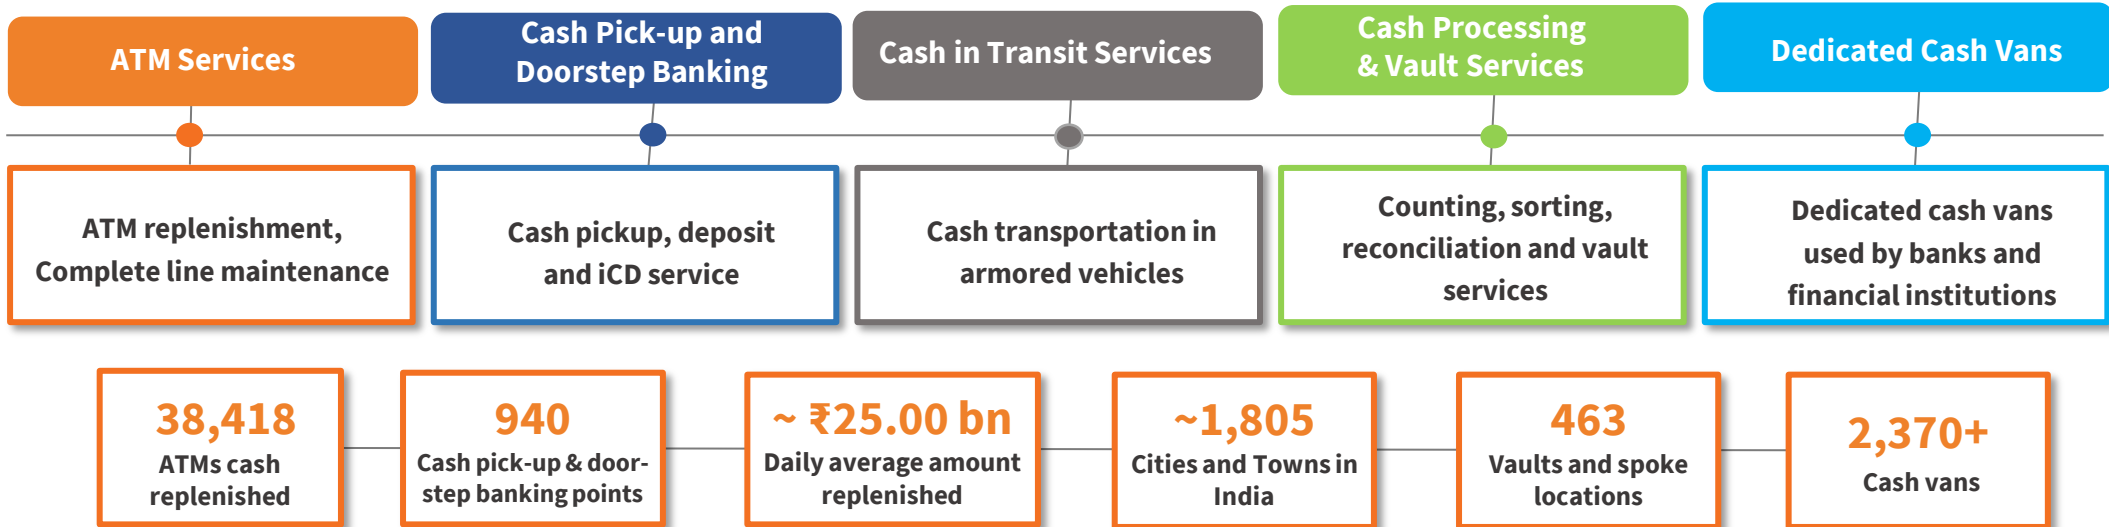 ATM Services
Cash Pick-up and
Doorstep Banking
Cash in Transit Services
Cash Processing
& Vault Services
Dedicated Cash Vans
ATM replenishment,
Complete line maintenance
Cash pickup, deposit
and iCD service
Cash transportation in
armored vehicles
Counting, sorting,
reconciliation and vault
services
Dedicated cash vans
used by banks and
financial institutions
38,418
ATMs cash
replenished
940
Cash pick-up & door-
step banking points
~ ₹25.00 bn
Daily average amount
replenished
~1,805
Cities and Towns in
India
463
Vaults and spoke
locations
2,370+
Cash vans